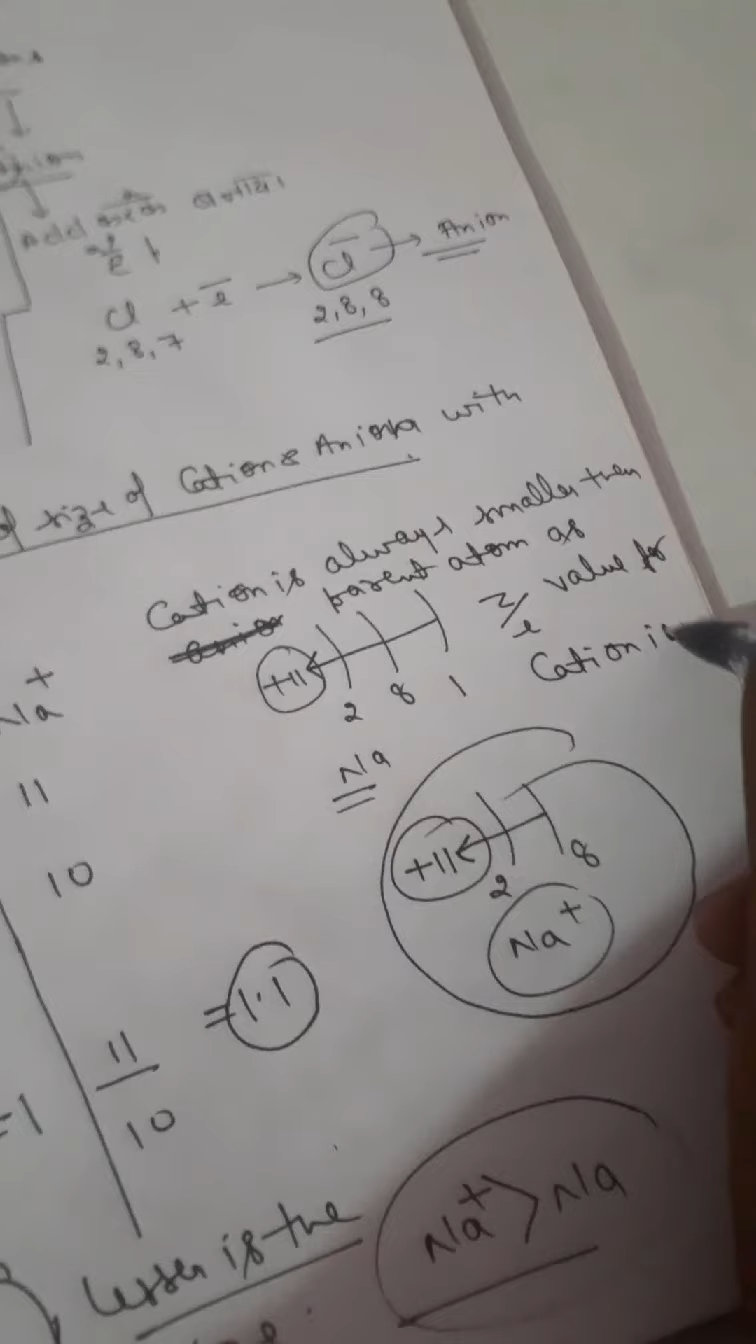 Add
Cl + e⁻ → Cl⁻ → Anion
2,8,7 2,8,8
of size of Cation & Anion with
Cation is always smaller then
parent atom as
Z/e value for
Cation is
+11 2 8 1
Na
Na+
11
10
+11 2 8
Na+
=1 11/10 = 1.1
lesser is the
Na+ > Na